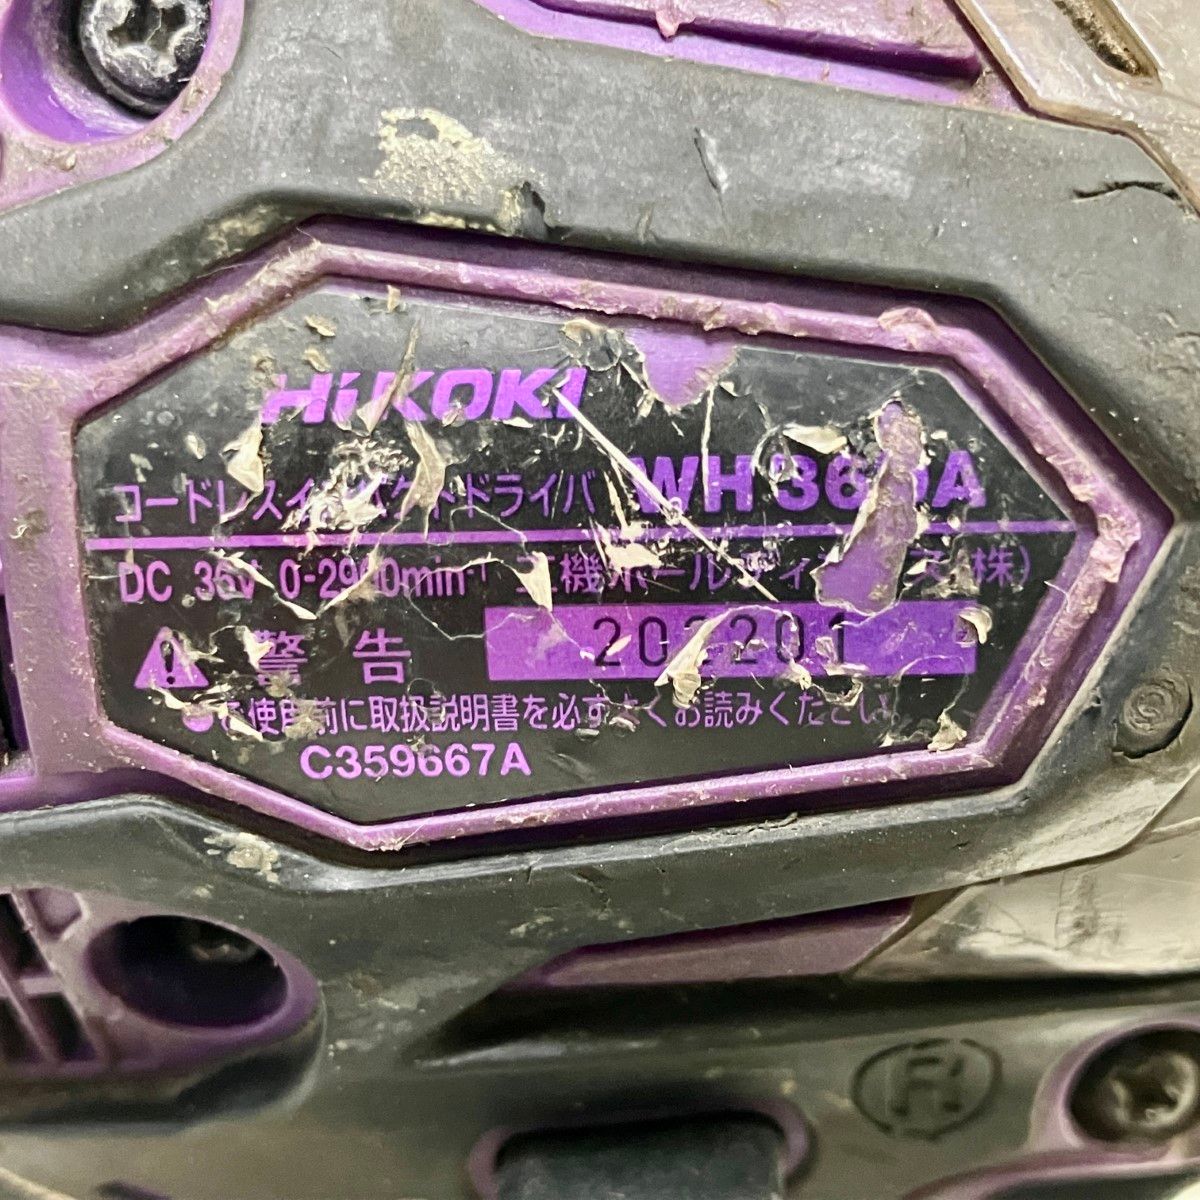 HiKOKI
コードレスインパクトドライバ
DC 36V 0-2900min⁻¹ 工機ホールディングス(株)
警告
202201
●ご使用前に取扱説明書を必ずよくお読みください。
C359667A
R